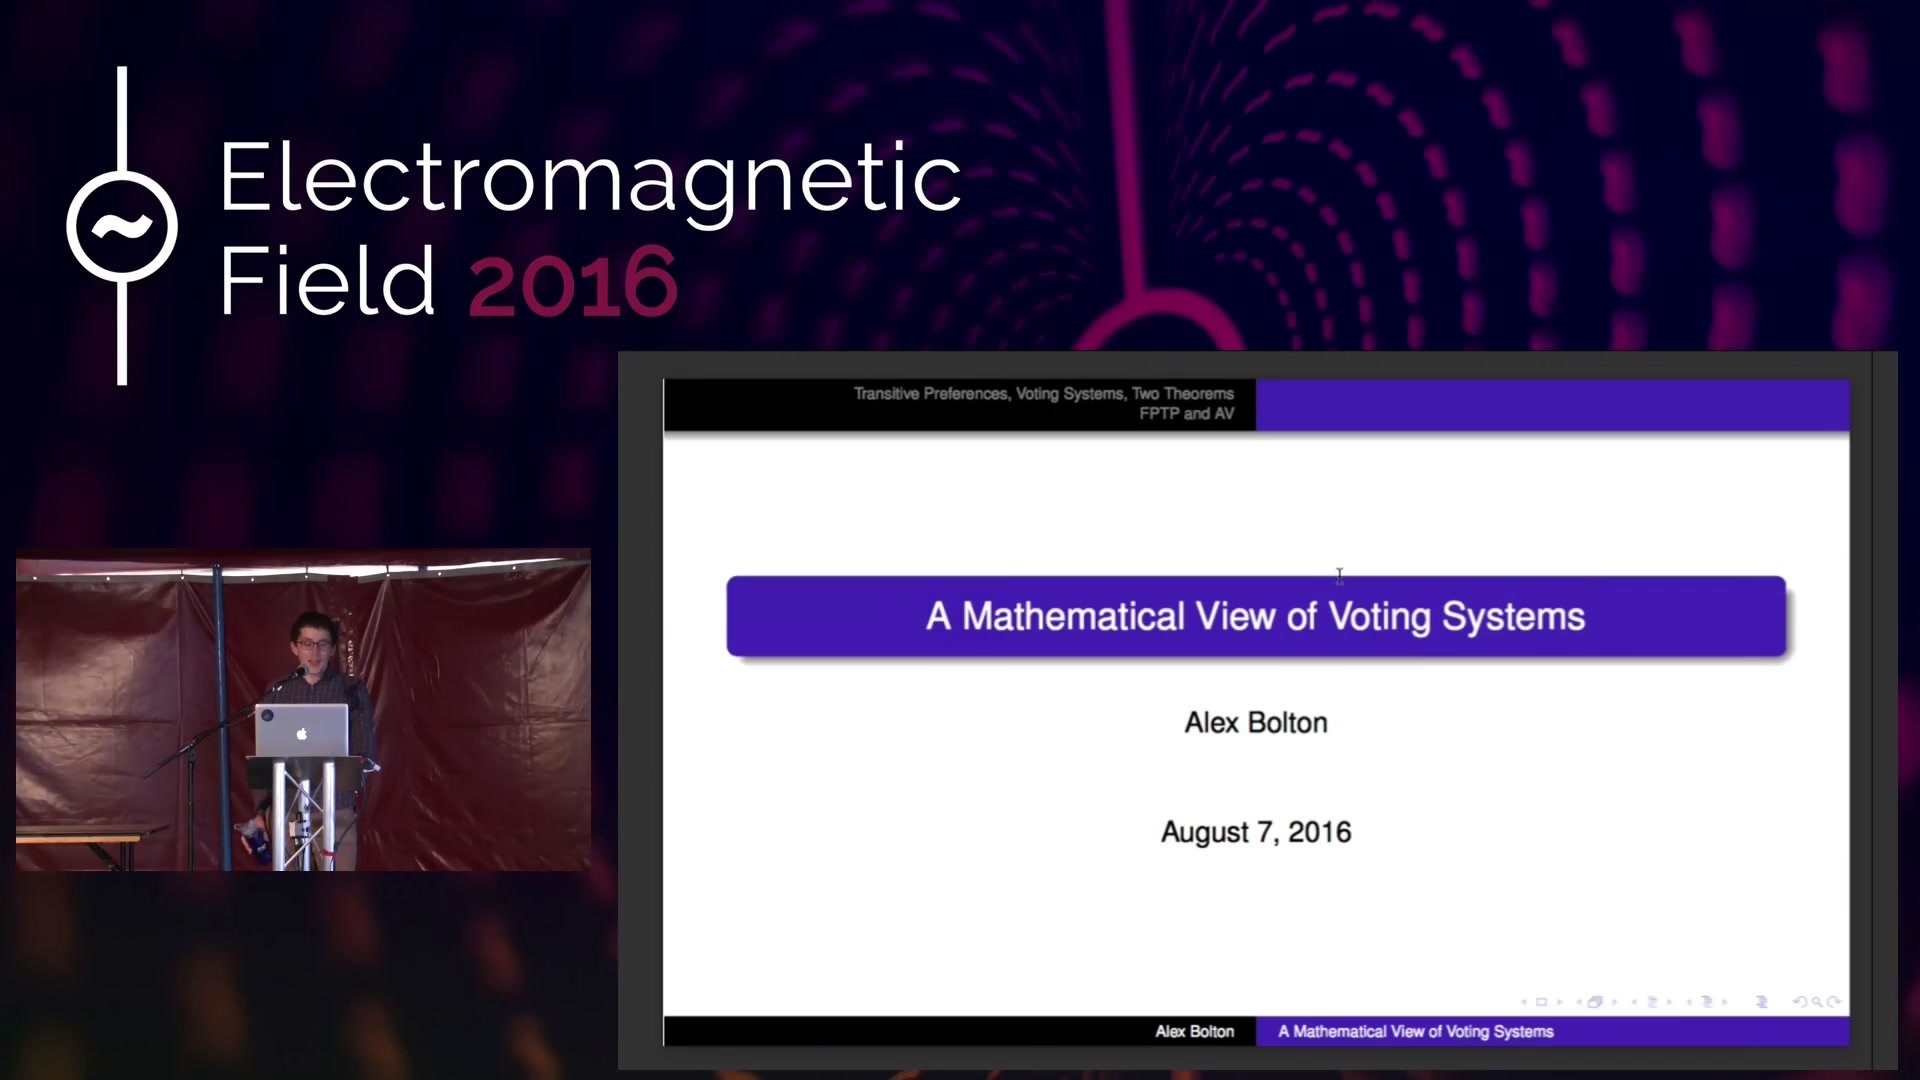 Electromagnetic
Field 2016
Transitive Preferences, Voting Systems, Two Theorems
FPTP and AV
A Mathematical View of Voting Systems
Alex Bolton
August 7, 2016
Alex Bolton
A Mathematical View of Voting Systems